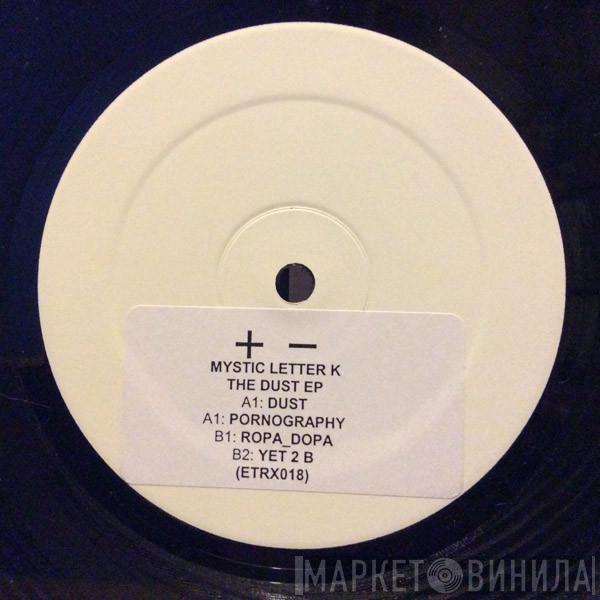 + −
MYSTIC LETTER K
THE DUST EP
A1: DUST
A1: PORNOGRAPHY
B1: ROPA_DOPA
B2: YET 2 B
(ETRX018)
МАРКЕТ ВИНИЛА